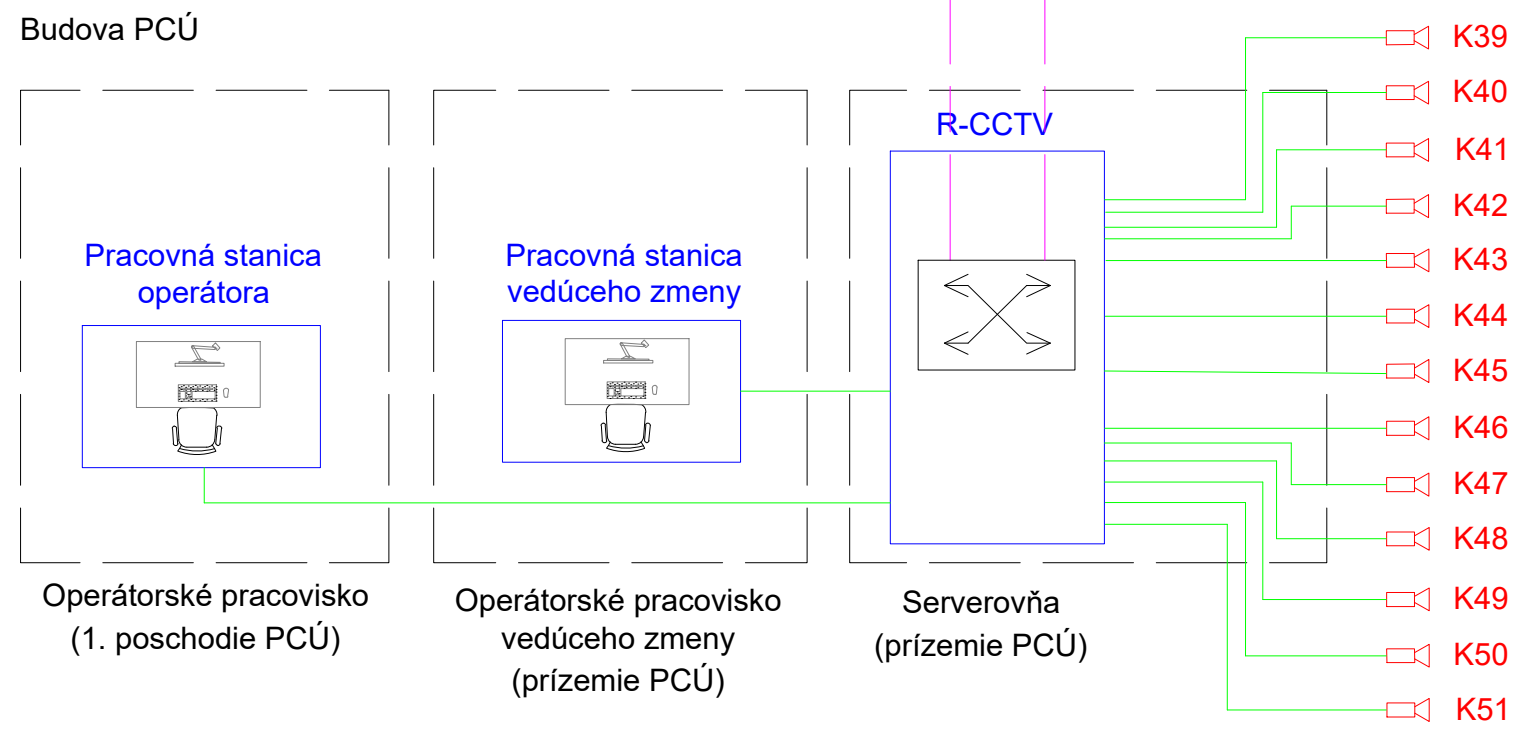 Budova PCÚ
R-CCTV
Pracovná stanica
operátora
Pracovná stanica
vedúceho zmeny
Operátorské pracovisko
(1. poschodie PCÚ)
Operátorské pracovisko
vedúceho zmeny
(prízemie PCÚ)
Serverovňa
(prízemie PCÚ)
K39
K40
K41
K42
K43
K44
K45
K46
K47
K48
K49
K50
K51